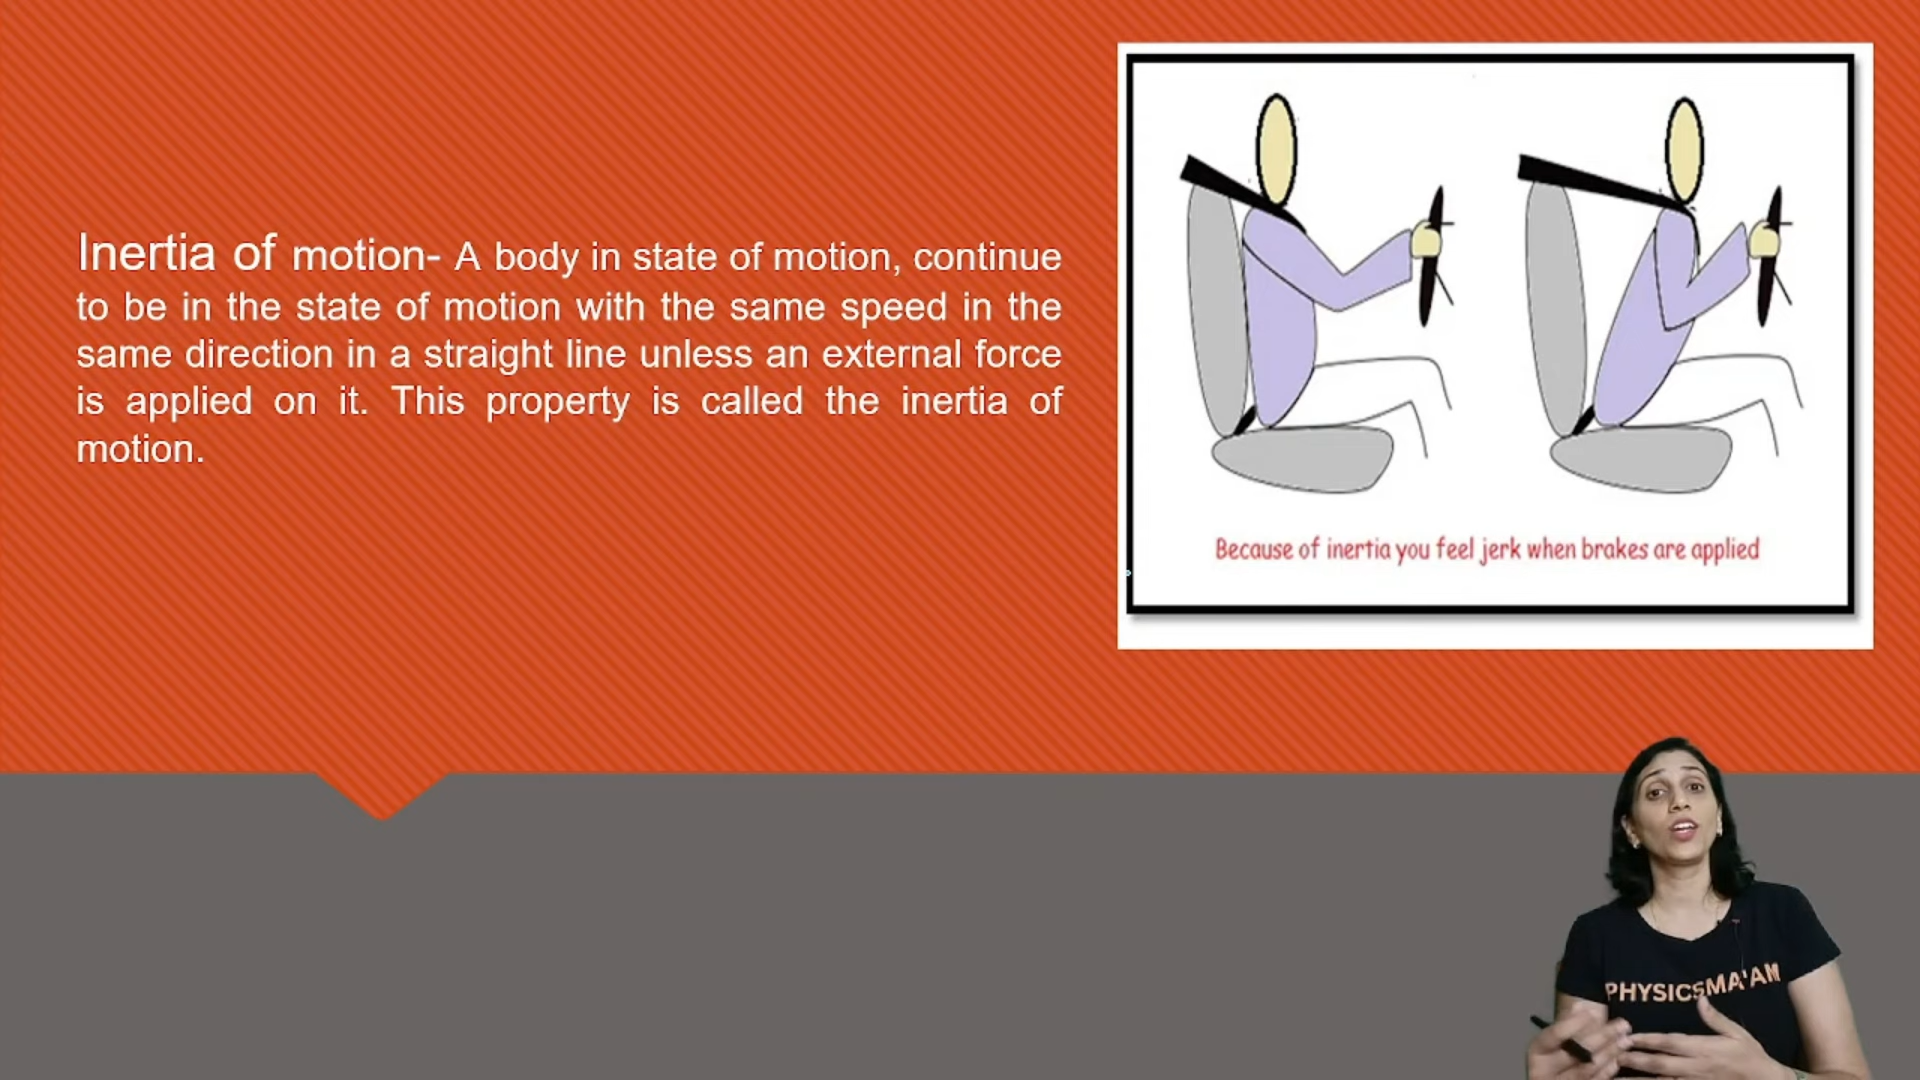 Inertia of motion- A body in state of motion, continue
to be in the state of motion with the same speed in the
same direction in a straight line unless an external force
is applied on it. This property is called the inertia of
motion.
Because of inertia you feel jerk when brakes are applied
PHYSICSMA'AM